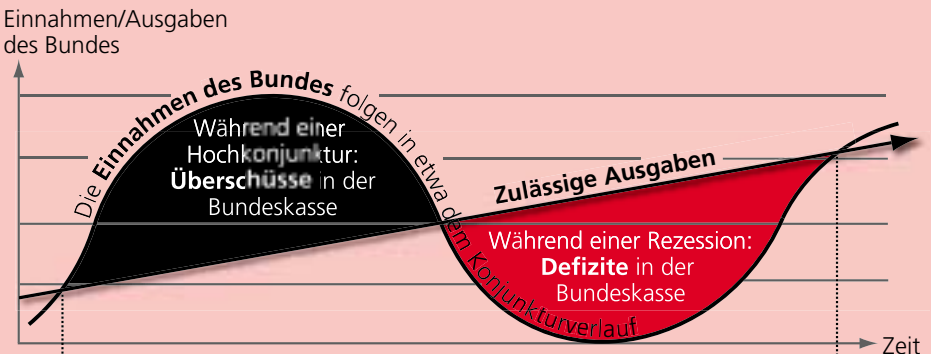 Einnahmen/Ausgaben
des Bundes
Die Einnahmen des Bundes folgen in etwa dem Konjunkturverlauf
Während einer
Hochkonjunktur:
Überschüsse in der
Bundeskasse
Zulässige Ausgaben
Während einer Rezession:
Defizite in der
Bundeskasse
Zeit